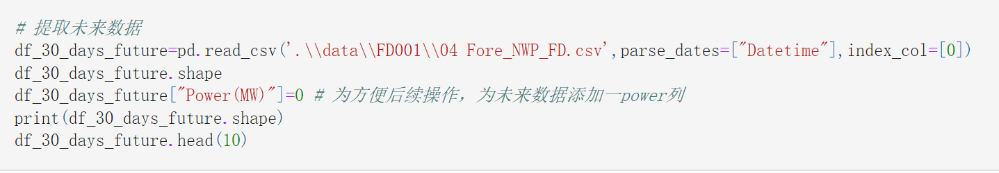 # 提取未来数据
df_30_days_future=pd.read_csv('.\\data\\FD001\\04 Fore_NWP_FD.csv',parse_dates=["Datetime"],index_col=[0])
df_30_days_future.shape
df_30_days_future["Power(MW)"]=0 # 为方便后续操作，为未来数据添加一power列
print(df_30_days_future.shape)
df_30_days_future.head(10)